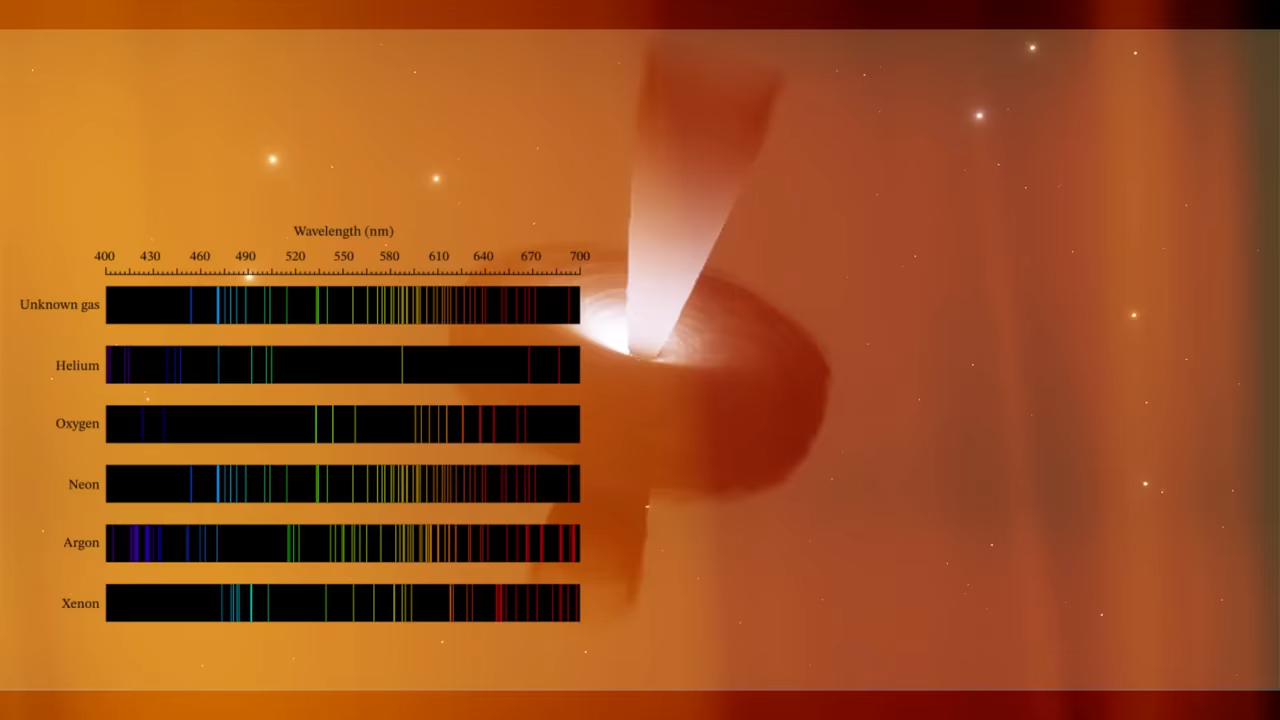 Wavelength (nm)
400 430 460 490 520 550 580 610 640 670 700
Unknown gas
Helium
Oxygen
Neon
Argon
Xenon